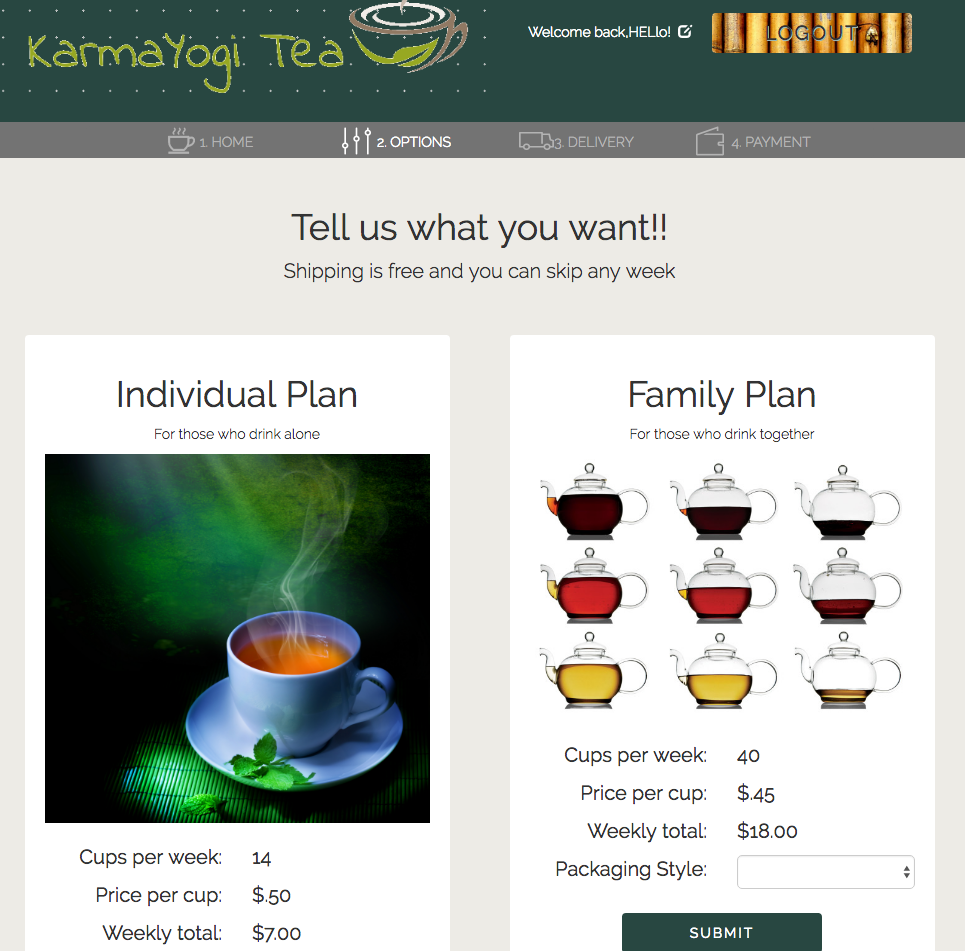 KarmaYogi Tea
Welcome back,HELlo!
LOGOUT
1. HOME
2. OPTIONS
3. DELIVERY
4. PAYMENT
Tell us what you want!!
Shipping is free and you can skip any week
Individual Plan
For those who drink alone
Cups per week: 14
Price per cup: $.50
Weekly total: $7.00
Family Plan
For those who drink together
Cups per week: 40
Price per cup: $.45
Weekly total: $18.00
Packaging Style:
SUBMIT